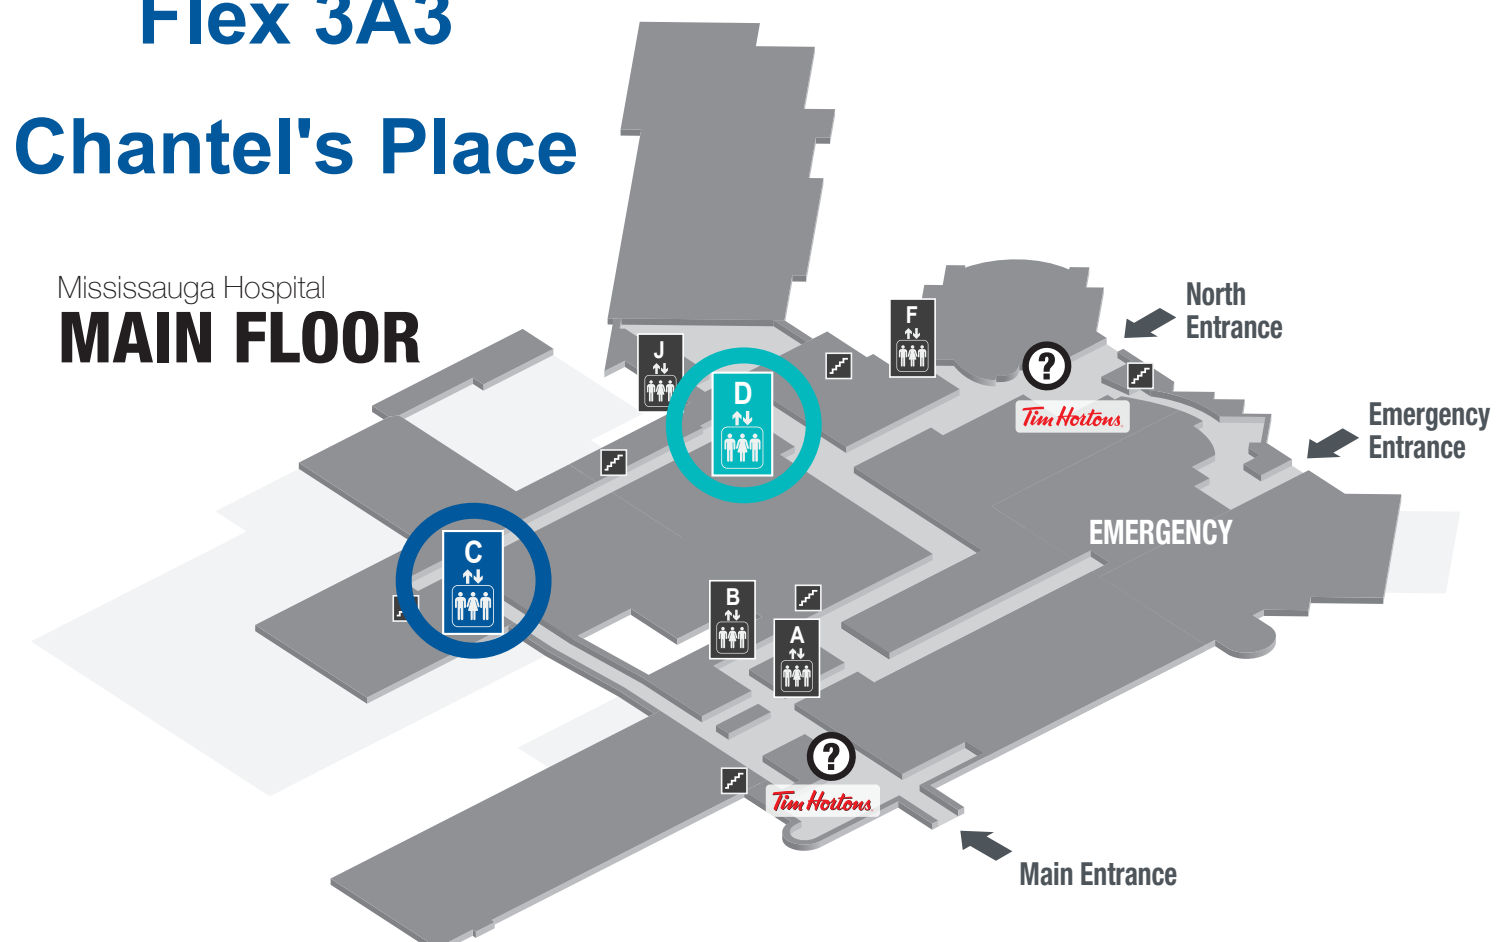 Flex 3A3
Chantel's Place
Mississauga Hospital
MAIN FLOOR
North
Entrance
F
J
D
?
Tim Hortons
Emergency
Entrance
EMERGENCY
C
B
A
?
Tim Hortons
Main Entrance